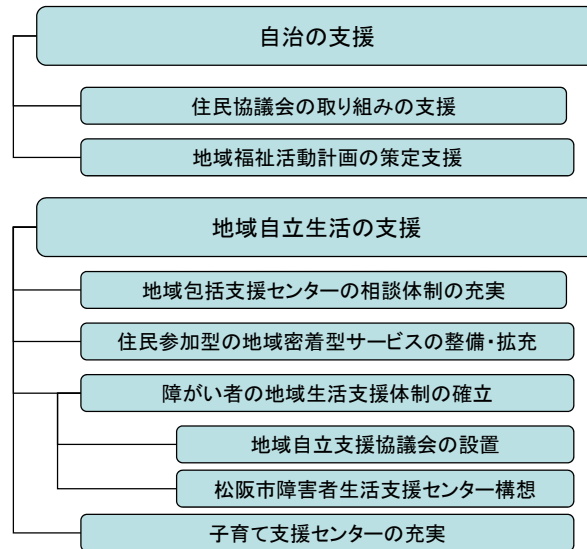 自治の支援
住民協議会の取り組みの支援
地域福祉活動計画の策定支援
地域自立生活の支援
地域包括支援センターの相談体制の充実
住民参加型の地域密着型サービスの整備・拡充
障がい者の地域生活支援体制の確立
地域自立支援協議会の設置
松阪市障害者生活支援センター構想
子育て支援センターの充実